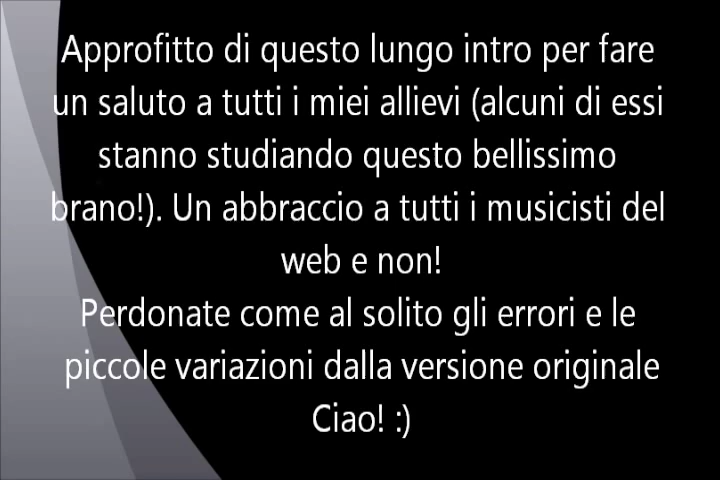 Approfitto di questo lungo intro per fare
un saluto a tutti i miei allievi (alcuni di essi
stanno studiando questo bellissimo
brano!). Un abbraccio a tutti i musicisti del
web e non!
Perdonate come al solito gli errori e le
piccole variazioni dalla versione originale
Ciao! :)